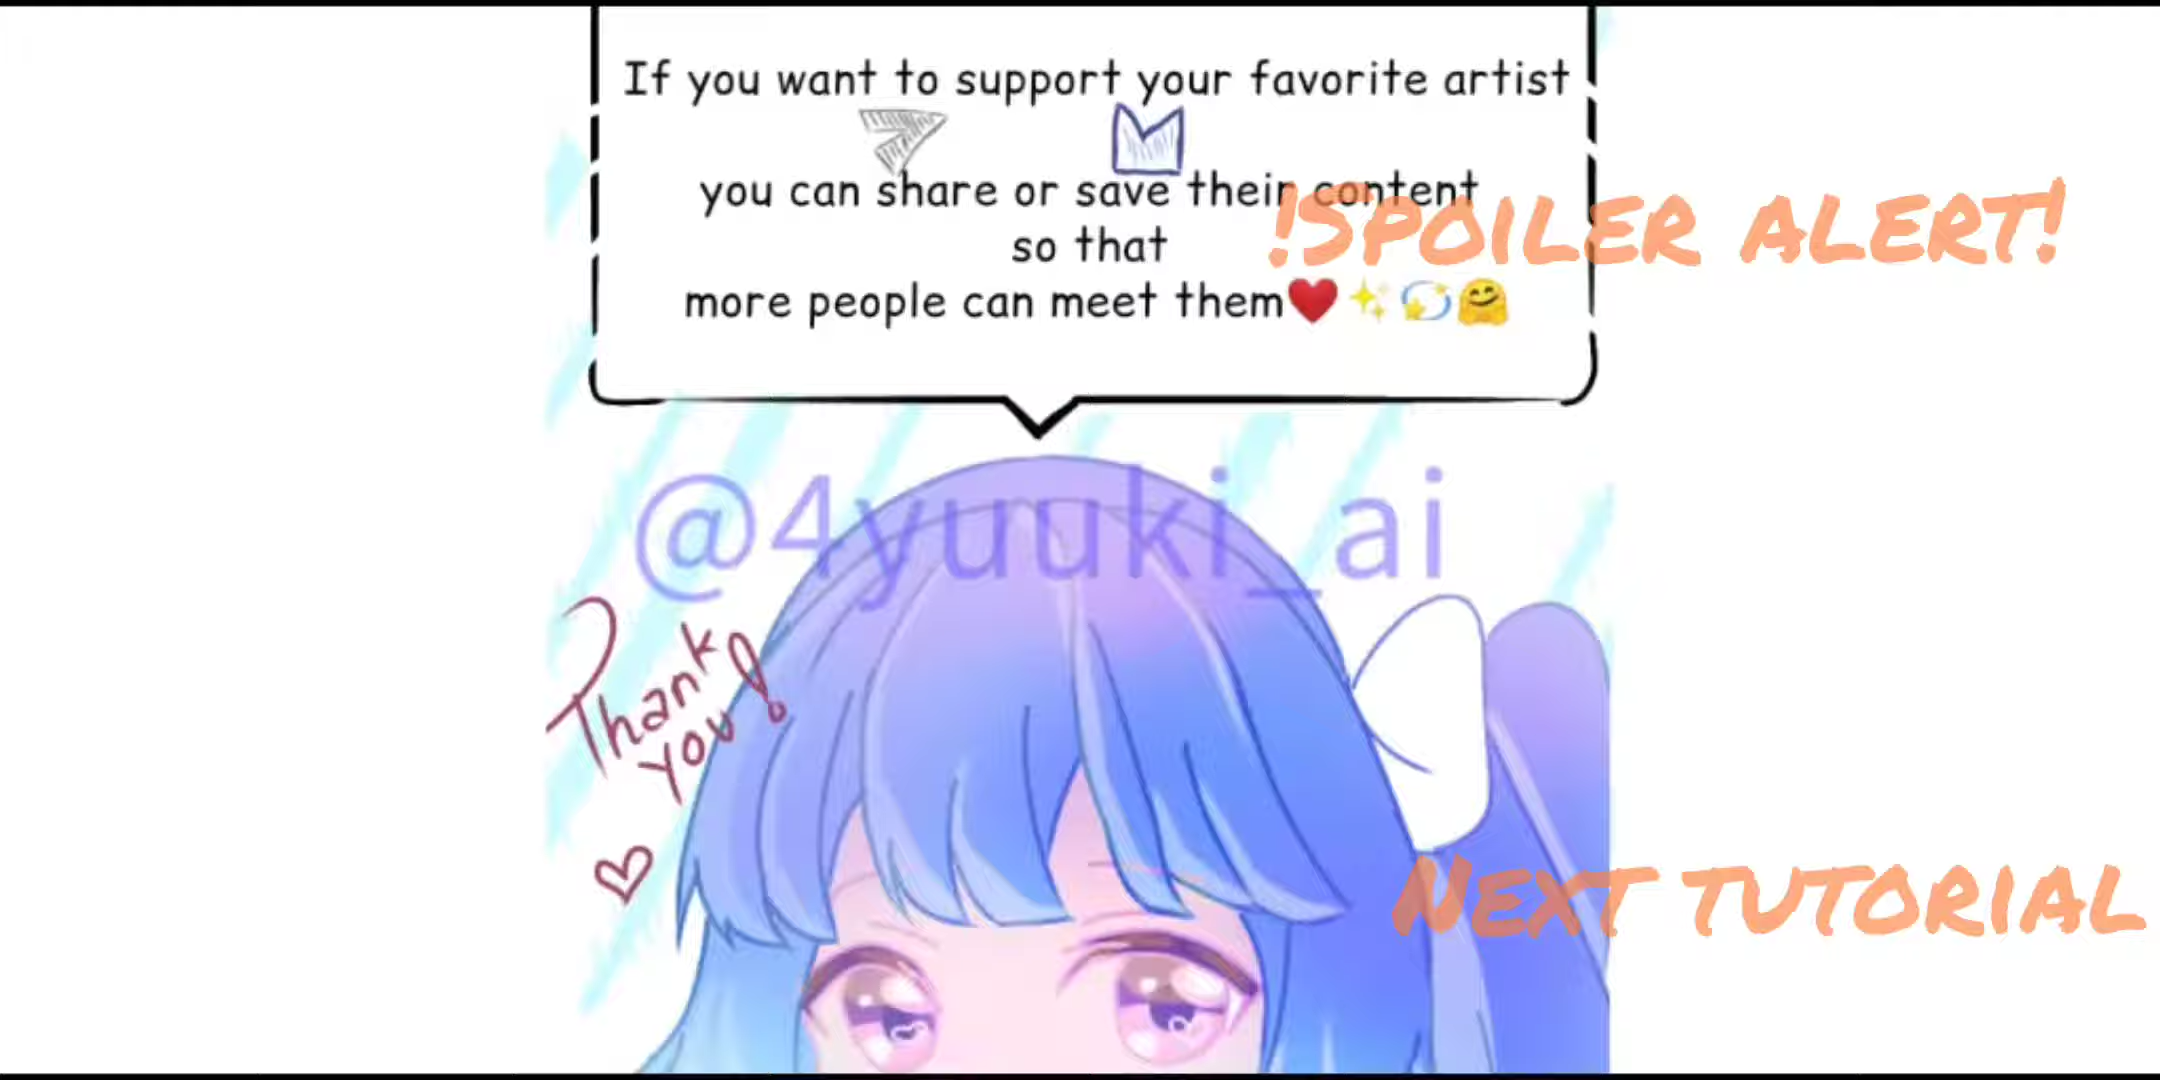 If you want to support your favorite artist
you can share or save their content
so that
more people can meet them❤️✨💫🤗
!Spoiler alert!
@4yuuki_ai
Thank
you!
Next tutorial